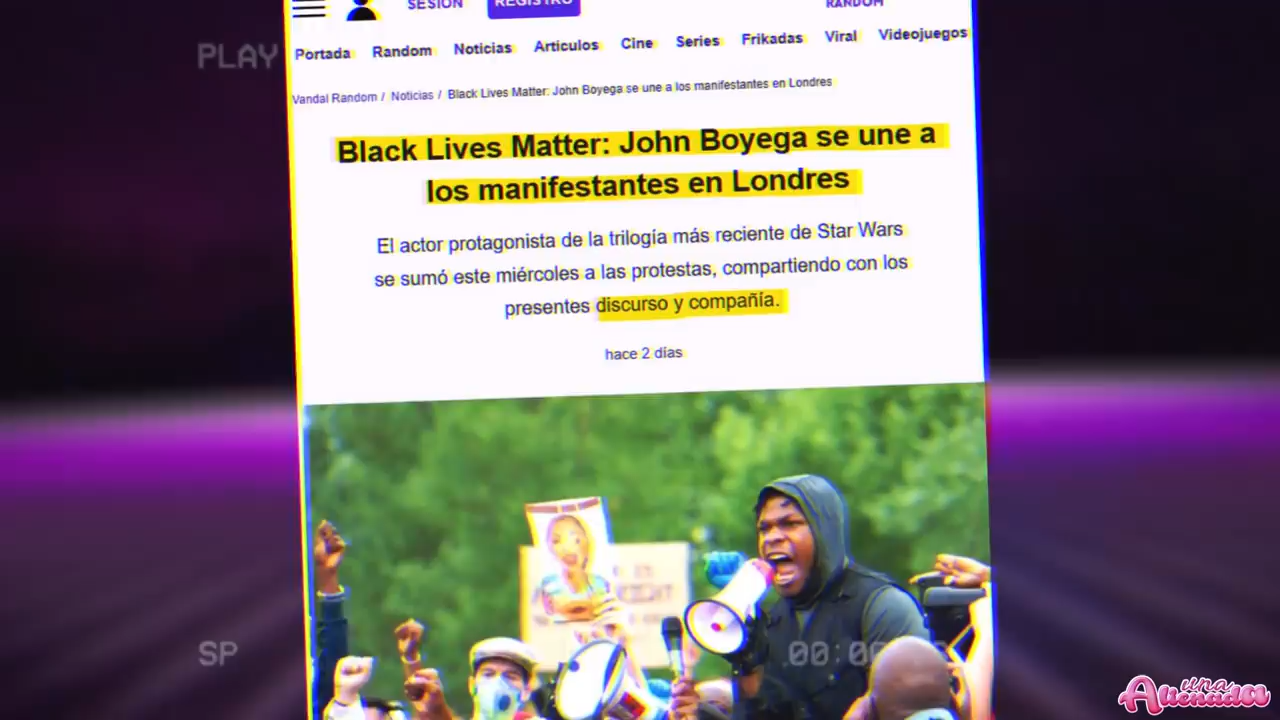 SESIÓN REGISTRO RANDOM
PLAY
Portada Random Noticias Artículos Cine Series Frikadas Viral Videojuegos
Vandal Random / Noticias / Black Lives Matter: John Boyega se une a los manifestantes en Londres
Black Lives Matter: John Boyega se une a
los manifestantes en Londres
El actor protagonista de la trilogía más reciente de Star Wars
se sumó este miércoles a las protestas, compartiendo con los
presentes discurso y compañía.
hace 2 días
SP
una